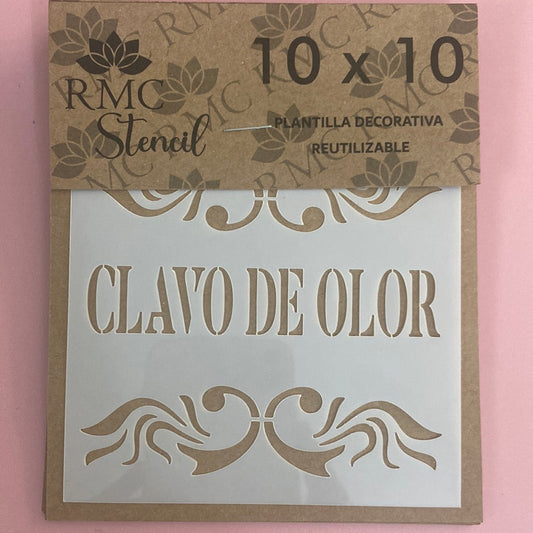 RMC
Stencil
10 x 10
PLANTILLA DECORATIVA
REUTILIZABLE
CLAVO DE OLOR